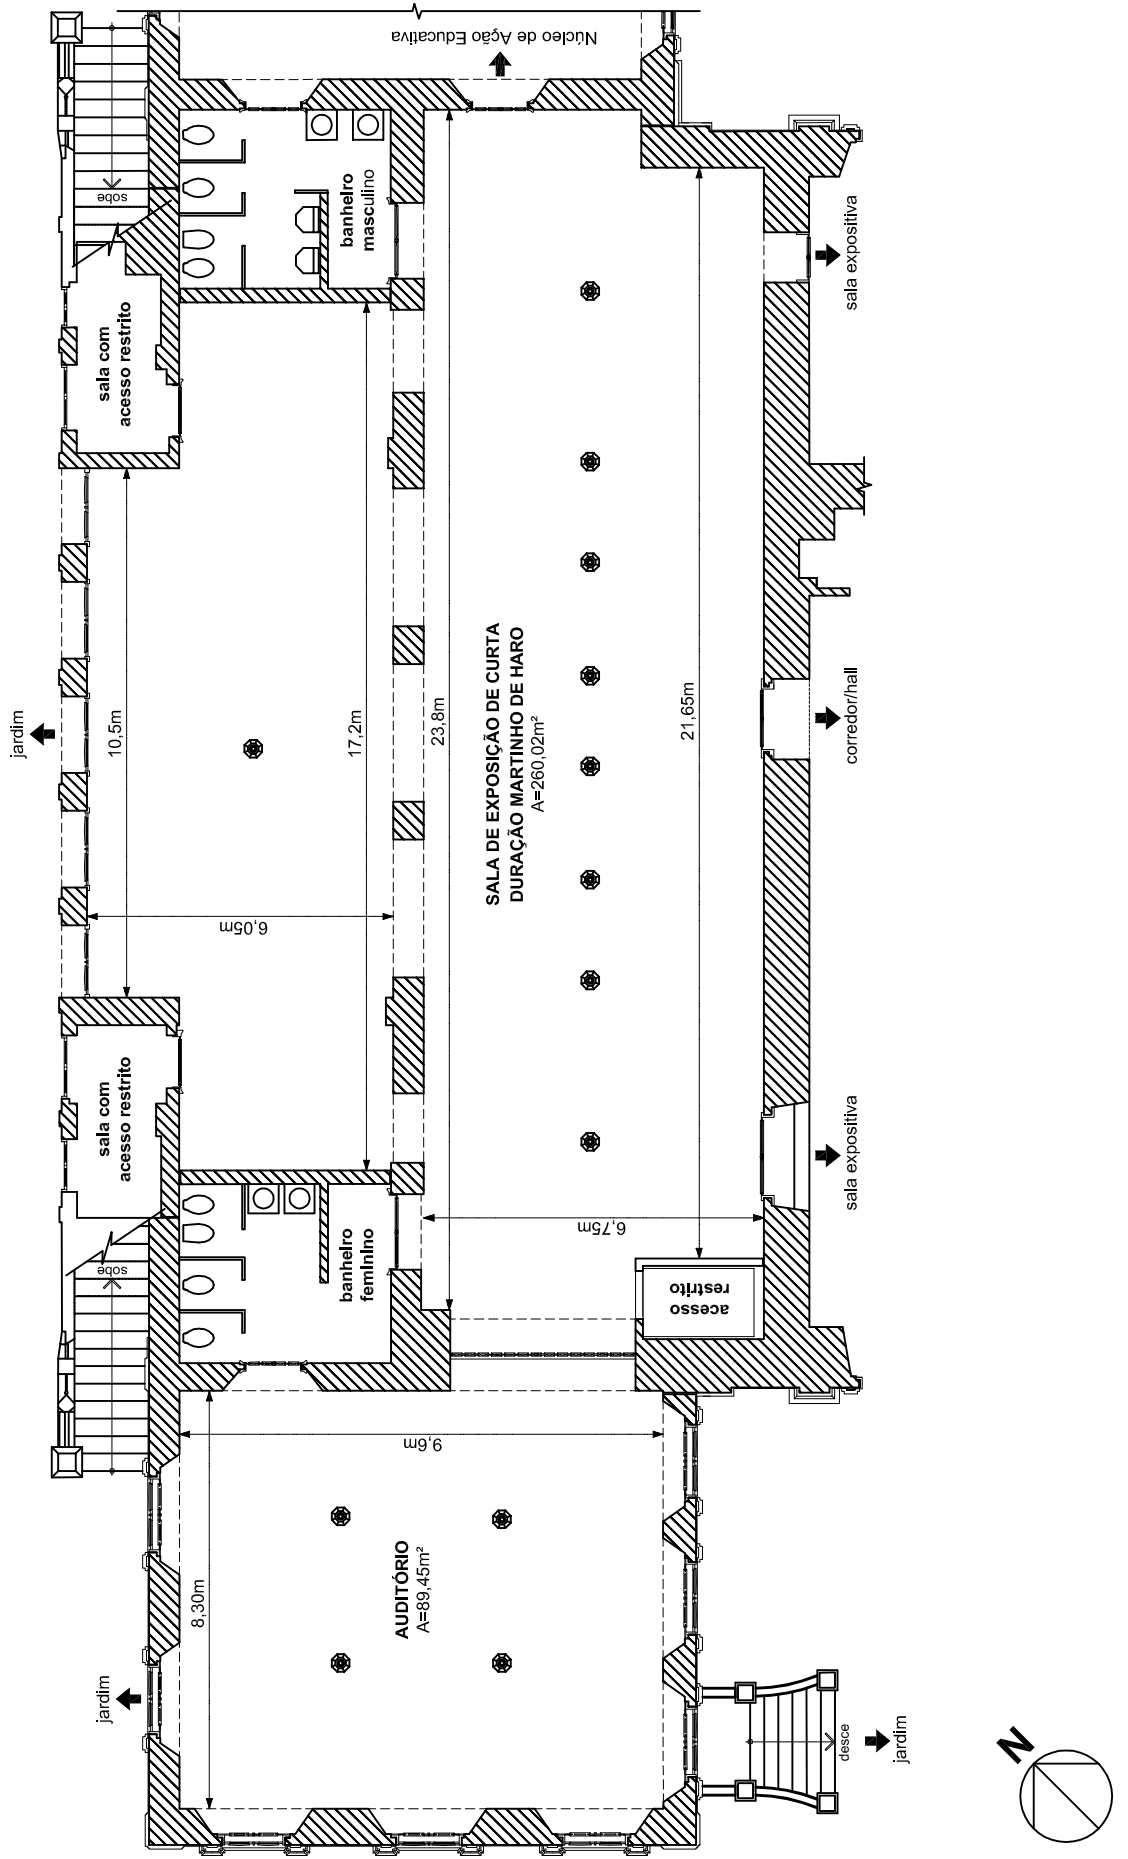 Núcleo de Ação Educativa
sobe
banheiro
masculino
sala expositiva
sala com
acesso restrito
jardim
10,5m
17,2m
23,8m
SALA DE EXPOSIÇÃO DE CURTA
DURAÇÃO MARTINHO DE HARO
A=260,02m²
21,65m
corredor/hall
6,05m
sala com
acesso restrito
sala expositiva
6,75m
sobe
banheiro
feminino
acesso
restrito
9,6m
8,30m
AUDITÓRIO
A=89,45m²
jardim
desce
jardim
N